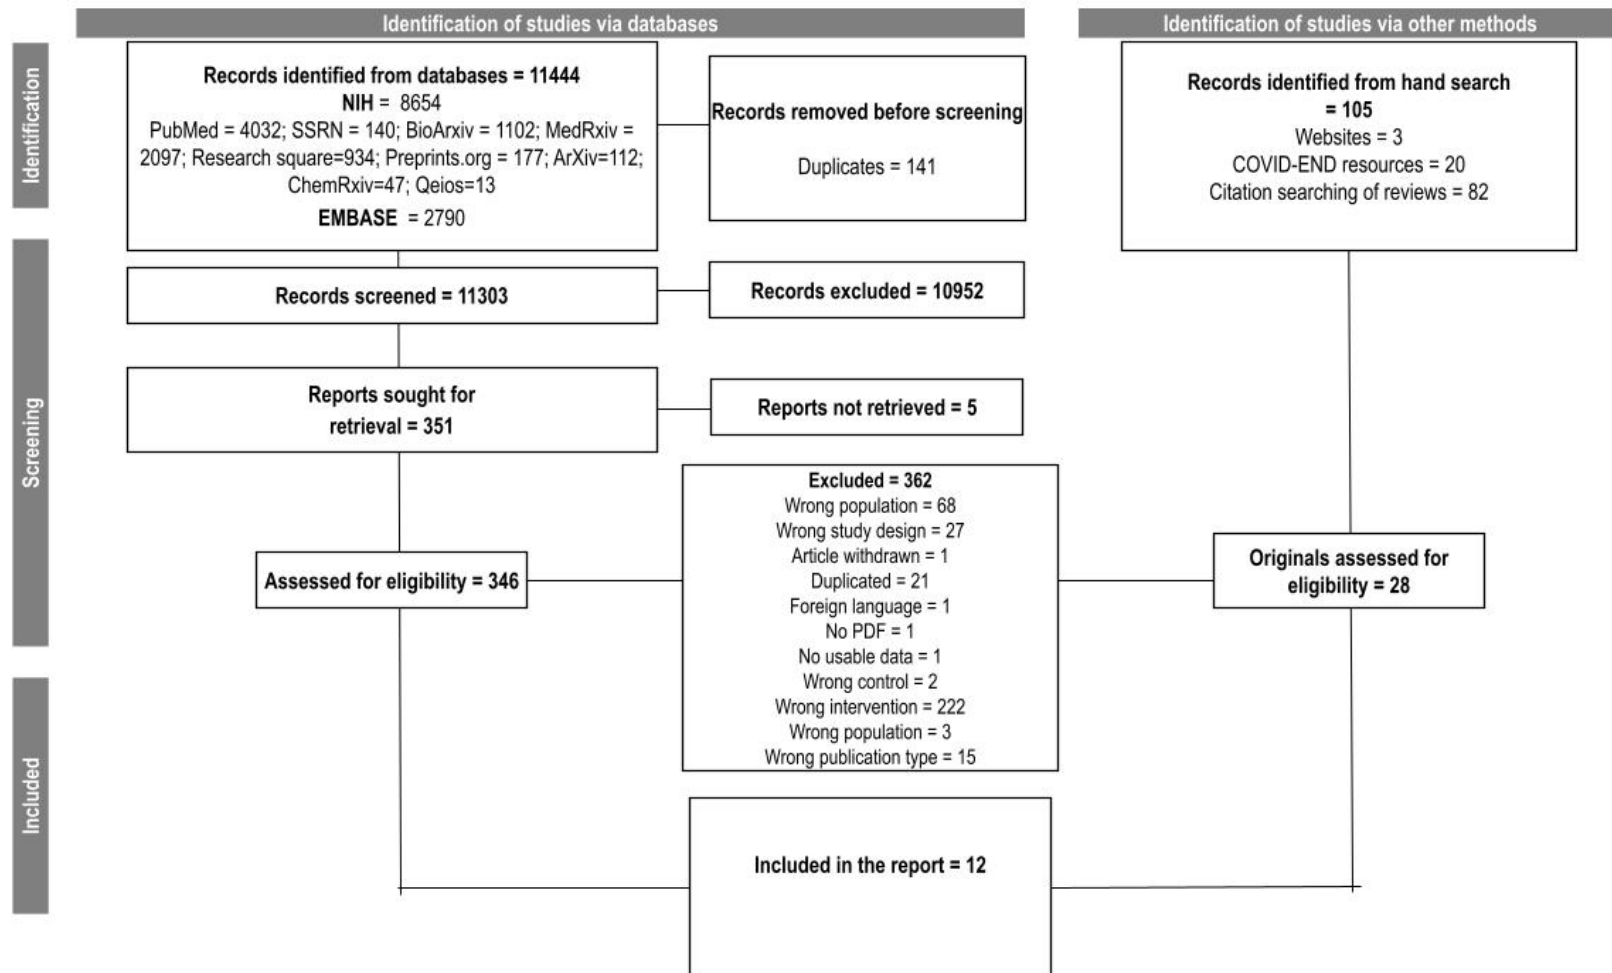 Identification of studies via databases
Identification of studies via other methods
Identification
Records identified from databases = 11444
NIH = 8654
PubMed = 4032; SSRN = 140; BioArxiv = 1102; MedRxiv =
2097; Research square=934; Preprints.org = 177; ArXiv=112;
ChemRxiv=47; Qeios=13
EMBASE = 2790
Records removed before screening
Duplicates = 141
Records identified from hand search
= 105
Websites = 3
COVID-END resources = 20
Citation searching of reviews = 82
Screening
Records screened = 11303
Records excluded = 10952
Reports sought for
retrieval = 351
Reports not retrieved = 5
Assessed for eligibility = 346
Excluded = 362
Wrong population = 68
Wrong study design = 27
Article withdrawn = 1
Duplicated = 21
Foreign language = 1
No PDF = 1
No usable data = 1
Wrong control = 2
Wrong intervention = 222
Wrong population = 3
Wrong publication type = 15
Originals assessed for
eligibility = 28
Included
Included in the report = 12